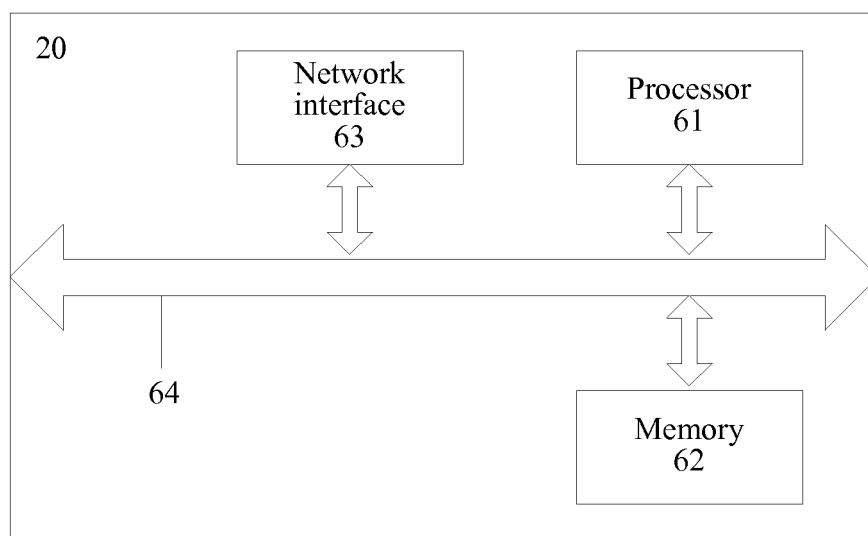 20
Network
interface
63
Processor
61
64
Memory
62